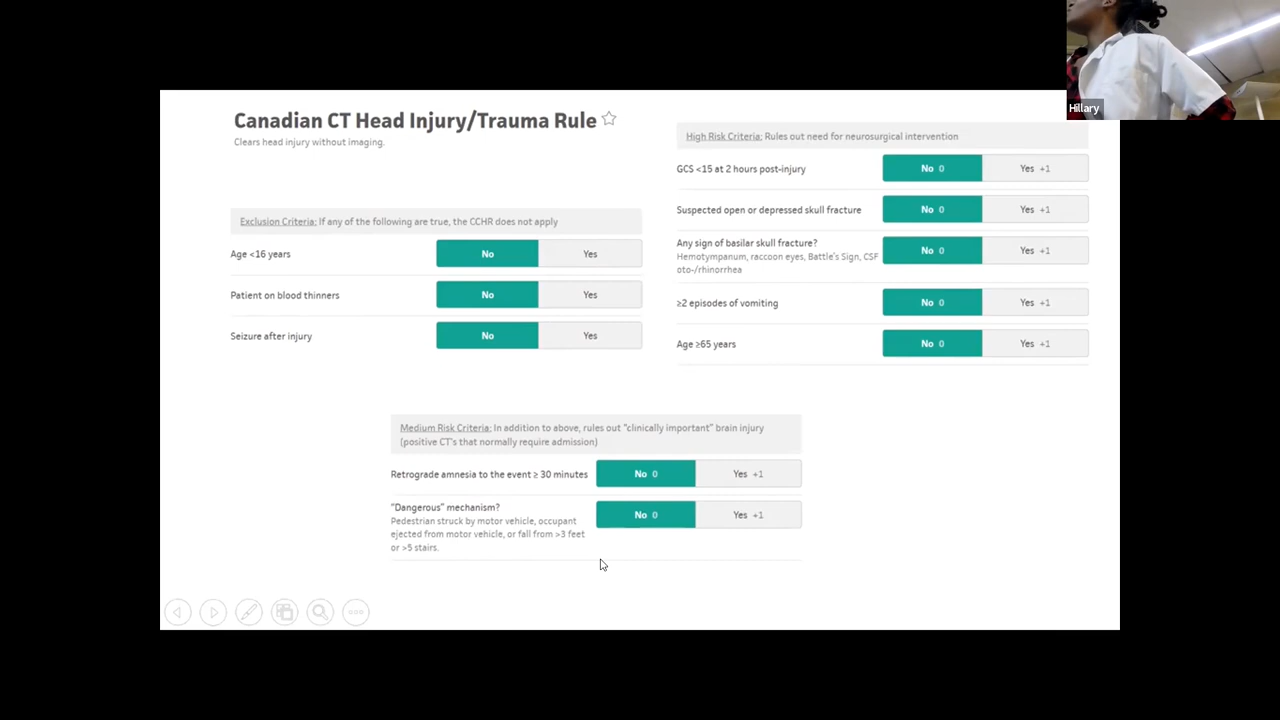 Canadian CT Head Injury/Trauma Rule
Clears head injury without imaging.
Exclusion Criteria: If any of the following are true, the CCHR does not apply
Age <16 years No Yes
Patient on blood thinners No Yes
Seizure after injury No Yes
High Risk Criteria: Rules out need for neurosurgical intervention
GCS <15 at 2 hours post-injury No 0 Yes +1
Suspected open or depressed skull fracture No 0 Yes +1
Any sign of basilar skull fracture? No 0 Yes +1
Hemotympanum, raccoon eyes, Battle's Sign, CSF
oto-/rhinorrhea
≥2 episodes of vomiting No 0 Yes +1
Age ≥65 years No 0 Yes +1
Medium Risk Criteria: In addition to above, rules out "clinically important" brain injury
(positive CT's that normally require admission)
Retrograde amnesia to the event ≥ 30 minutes No 0 Yes +1
"Dangerous" mechanism? No 0 Yes +1
Pedestrian struck by motor vehicle, occupant
ejected from motor vehicle, or fall from >3 feet
or >5 stairs.
Hillary